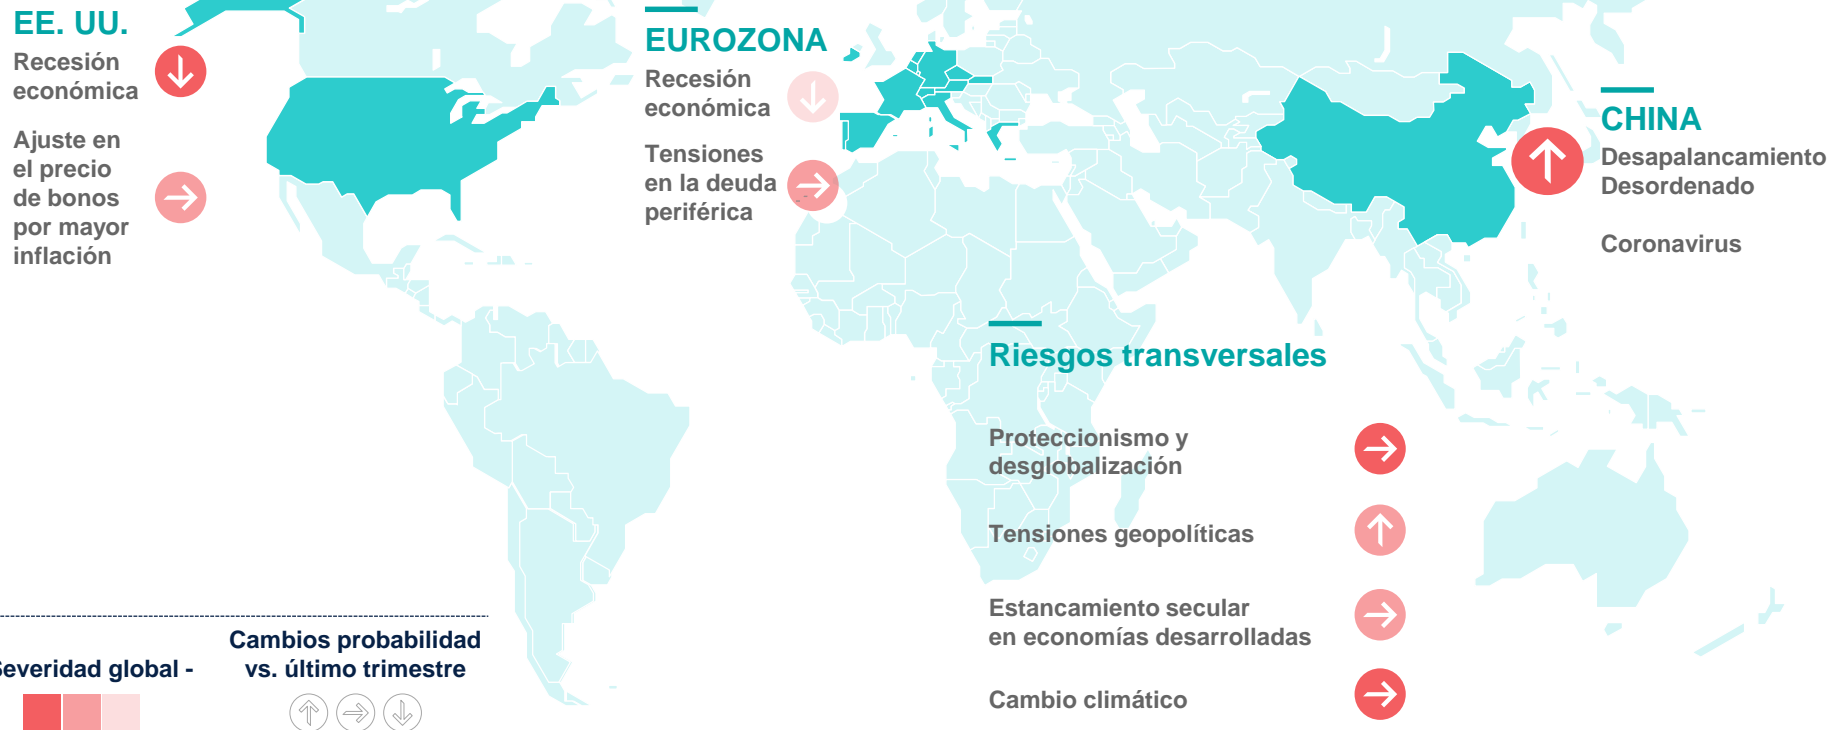 EE. UU.
Recesión
económica
Ajuste en
el precio
de bonos
por mayor
inflación
EUROZONA
Recesión
económica
Tensiones
en la deuda
periférica
CHINA
Desapalancamiento
Desordenado
Coronavirus
Riesgos transversales
Proteccionismo y
desglobalización
Tensiones geopolíticas
Estancamiento secular
en economías desarrolladas
Cambio climático
Severidad global -
Cambios probabilidad
vs. último trimestre